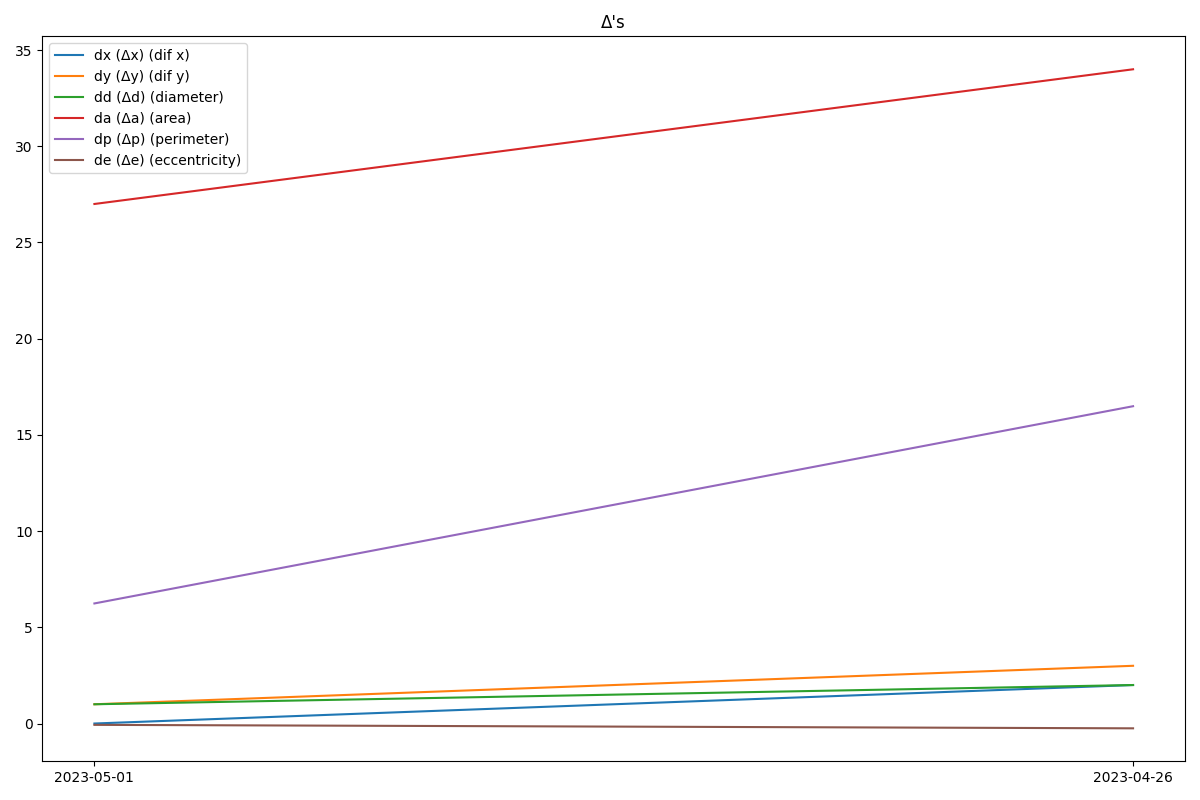 Δ's
35
30
25
20
15
10
5
0
dx (Δx) (dif x)
dy (Δy) (dif y)
dd (Δd) (diameter)
da (Δa) (area)
dp (Δp) (perimeter)
de (Δe) (eccentricity)
2023-05-01
2023-04-26